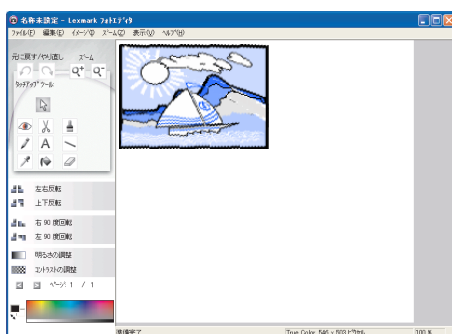 名称未設定 - Lexmark フォトエディタ
ファイル(F) 編集(E) イメージ(I) ズーム(Z) 表示(V) ヘルプ(H)
元に戻す/やり直し ズーム
タッチアップ ツール
A
左右反転
上下反転
右 90 度回転
左 90 度回転
明るさの調整
コントラストの調整
ページ: 1 / 1
準備完了 True Color, 546 x 503 ピクセル 100 %